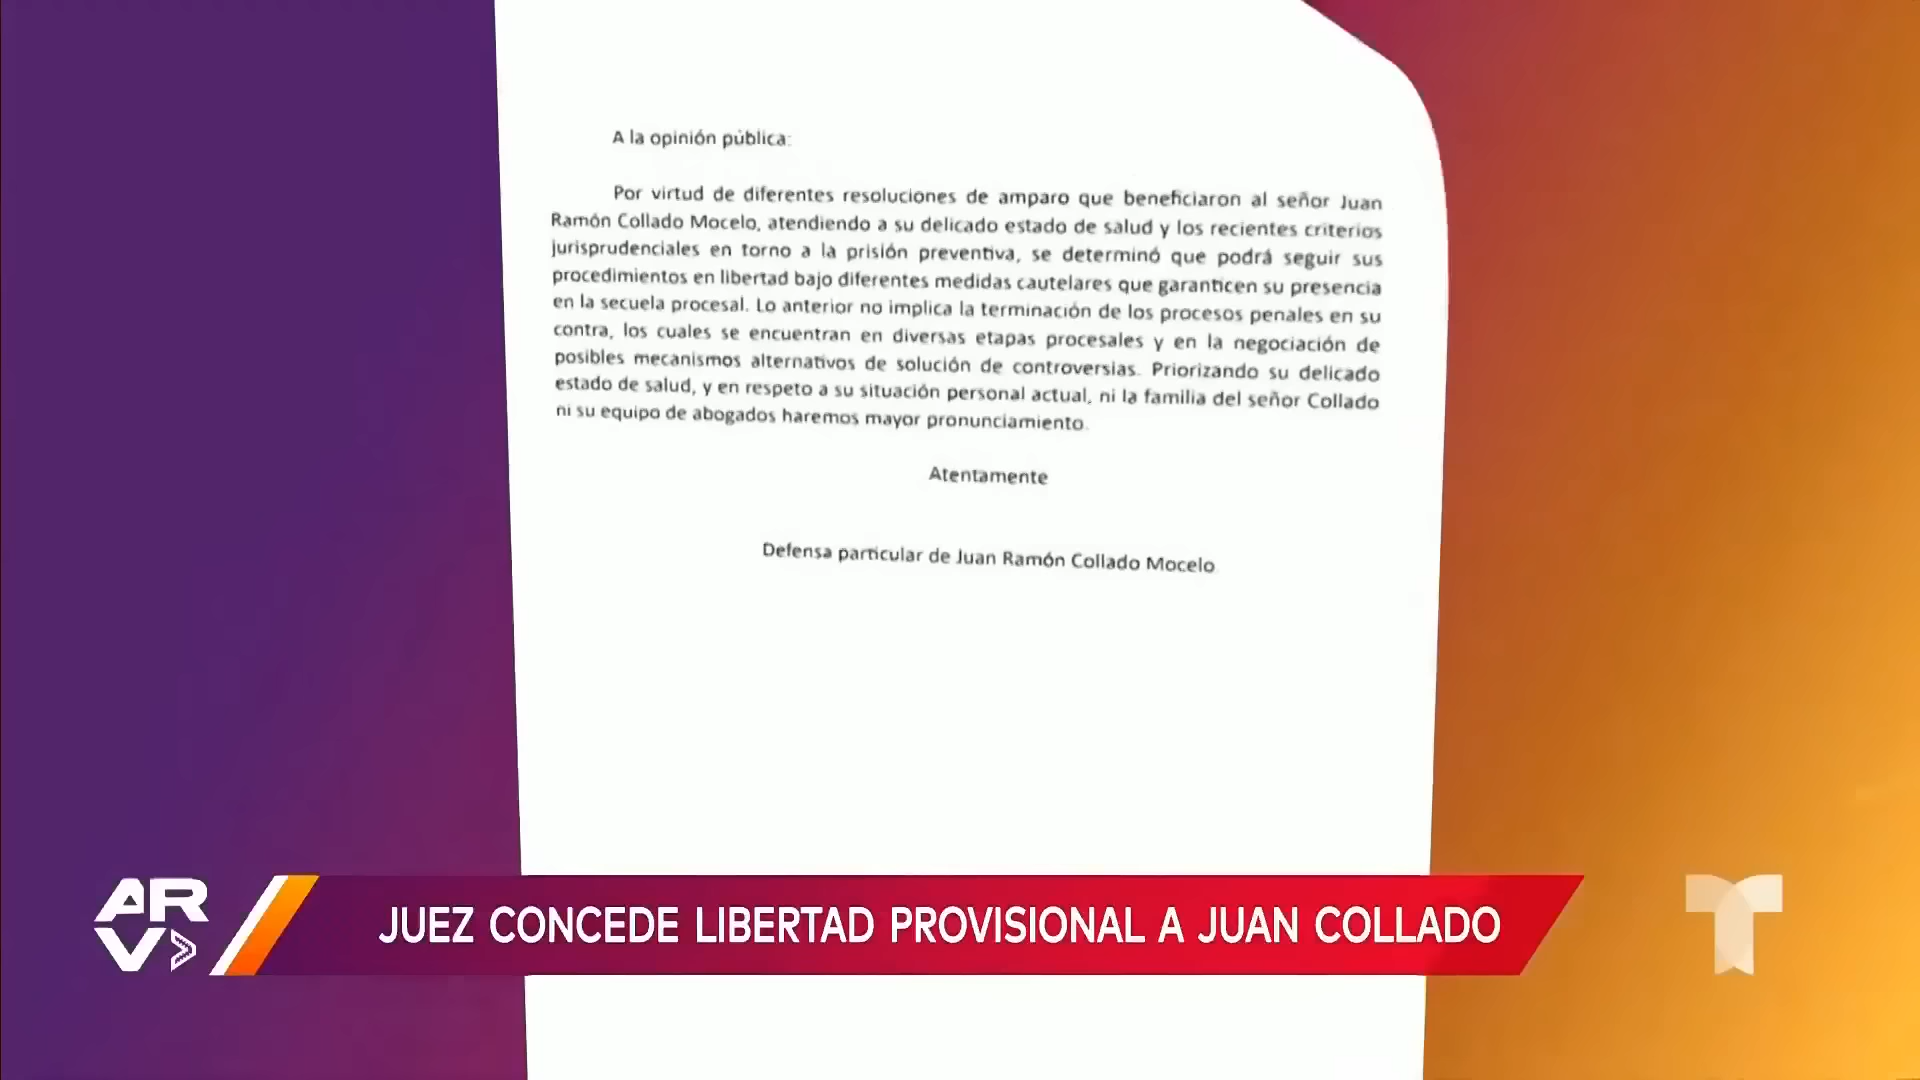 A la opinión pública:
Por virtud de diferentes resoluciones de amparo que beneficiaron al señor Juan
Ramón Collado Mocelo, atendiendo a su delicado estado de salud y los recientes criterios
jurisprudenciales en torno a la prisión preventiva, se determinó que podrá seguir sus
procedimientos en libertad bajo diferentes medidas cautelares que garanticen su presencia
en la secuela procesal. Lo anterior no implica la terminación de los procesos penales en su
contra, los cuales se encuentran en diversas etapas procesales y en la negociación de
posibles mecanismos alternativos de solución de controversias. Priorizando su delicado
estado de salud, y en respeto a su situación personal actual, ni la familia del señor Collado
ni su equipo de abogados haremos mayor pronunciamiento.
Atentamente
Defensa particular de Juan Ramón Collado Mocelo
AR
V
JUEZ CONCEDE LIBERTAD PROVISIONAL A JUAN COLLADO
T